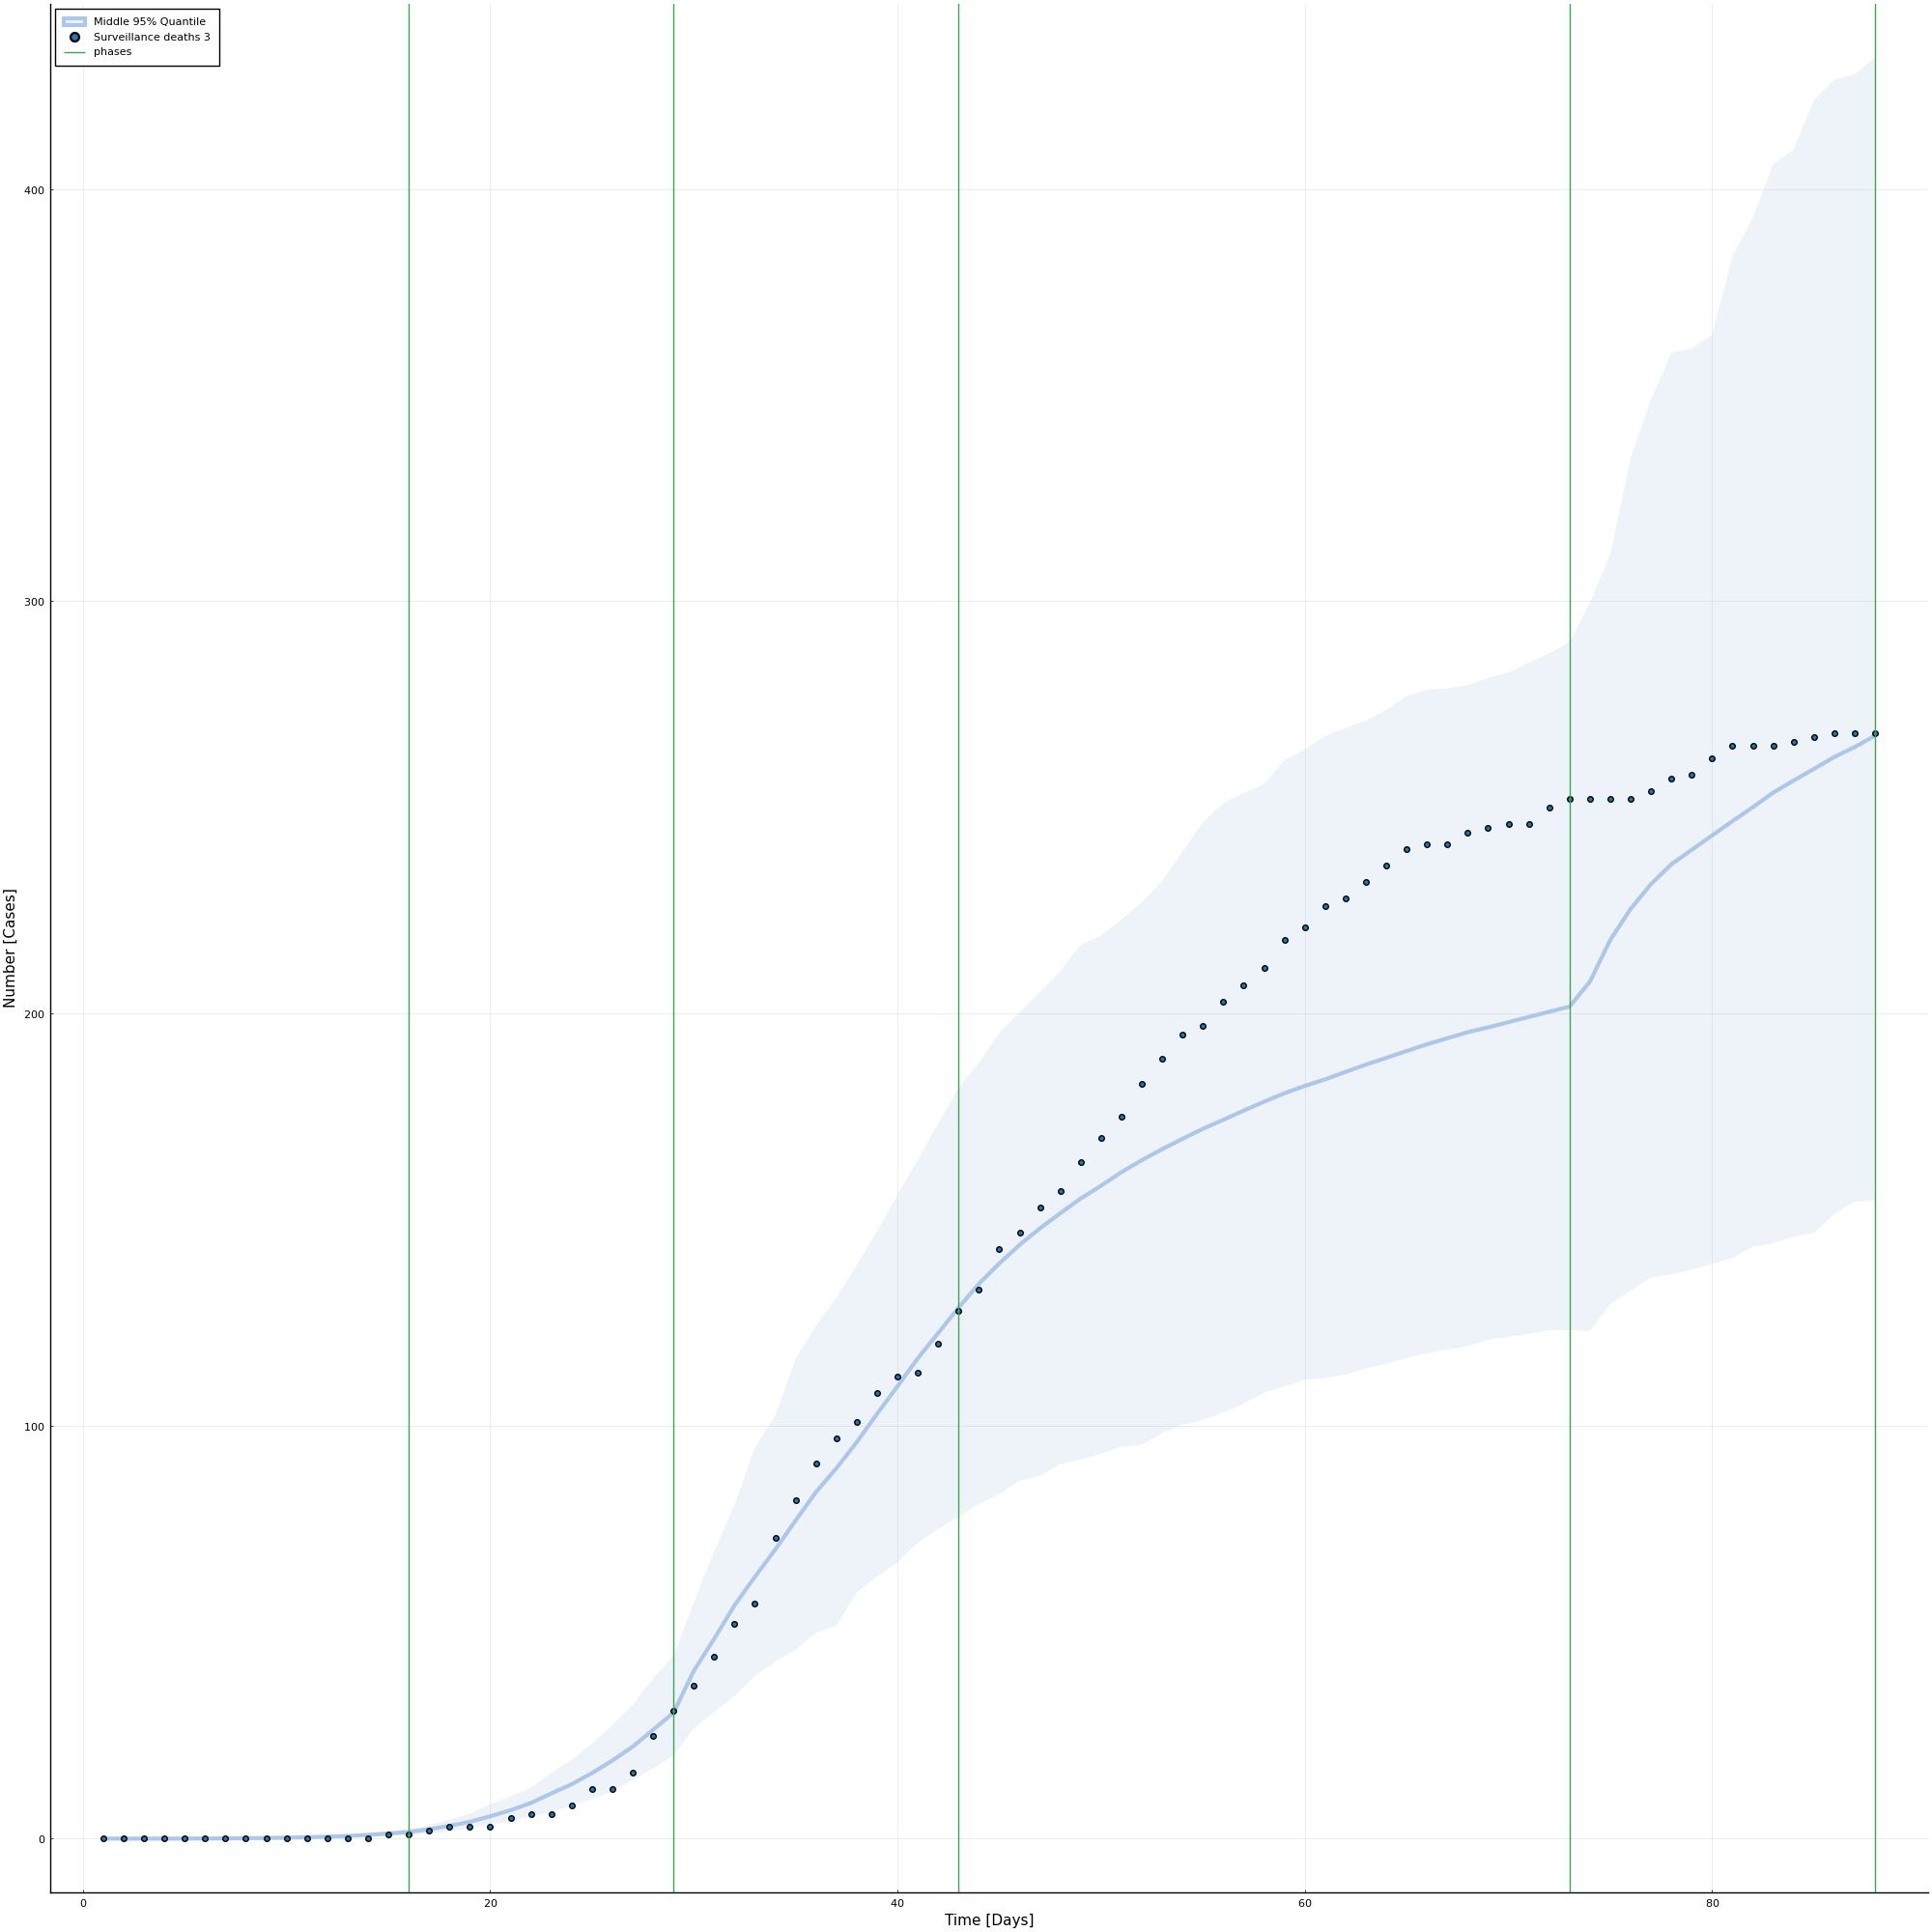 Middle 95% Quantile
Surveillance deaths 3
phases
400
300
200
100
0
Number [Cases]
0 20 40 60 80
Time [Days]